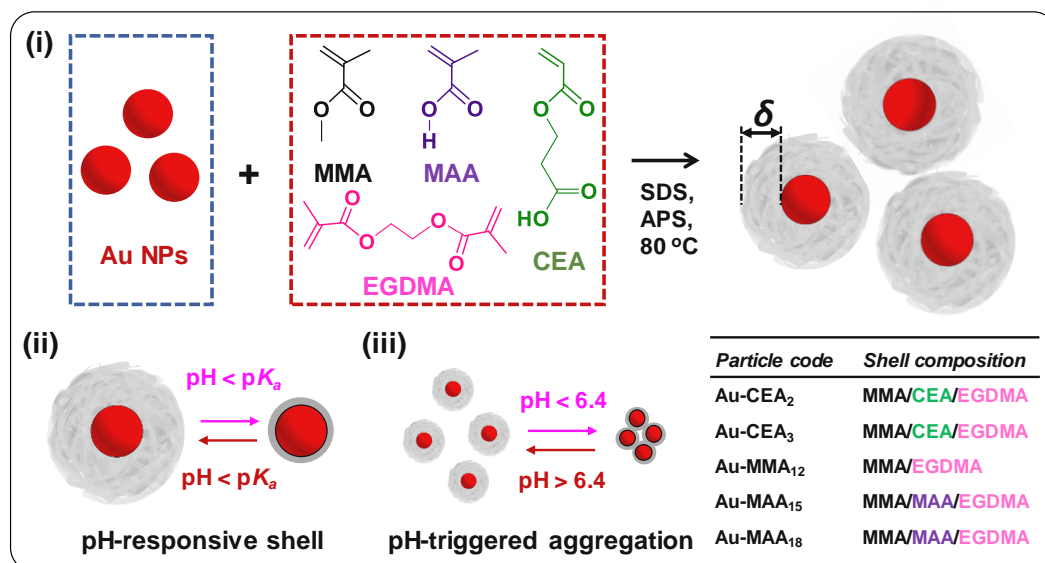 (i)
Au NPs
+
O
O
MMA
O
O
H
MAA
O
O
O
HO
CEA
O
O
O
O
EGDMA
SDS,
APS,
80 ºC
δ
(ii)
pH < pKa
pH < pKa
pH-responsive shell
(iii)
pH < 6.4
pH > 6.4
pH-triggered aggregation
Particle code Shell composition
Au-CEA₂ MMA/CEA/EGDMA
Au-CEA₃ MMA/CEA/EGDMA
Au-MMA₁₂ MMA/EGDMA
Au-MAA₁₅ MMA/MAA/EGDMA
Au-MAA₁₈ MMA/MAA/EGDMA